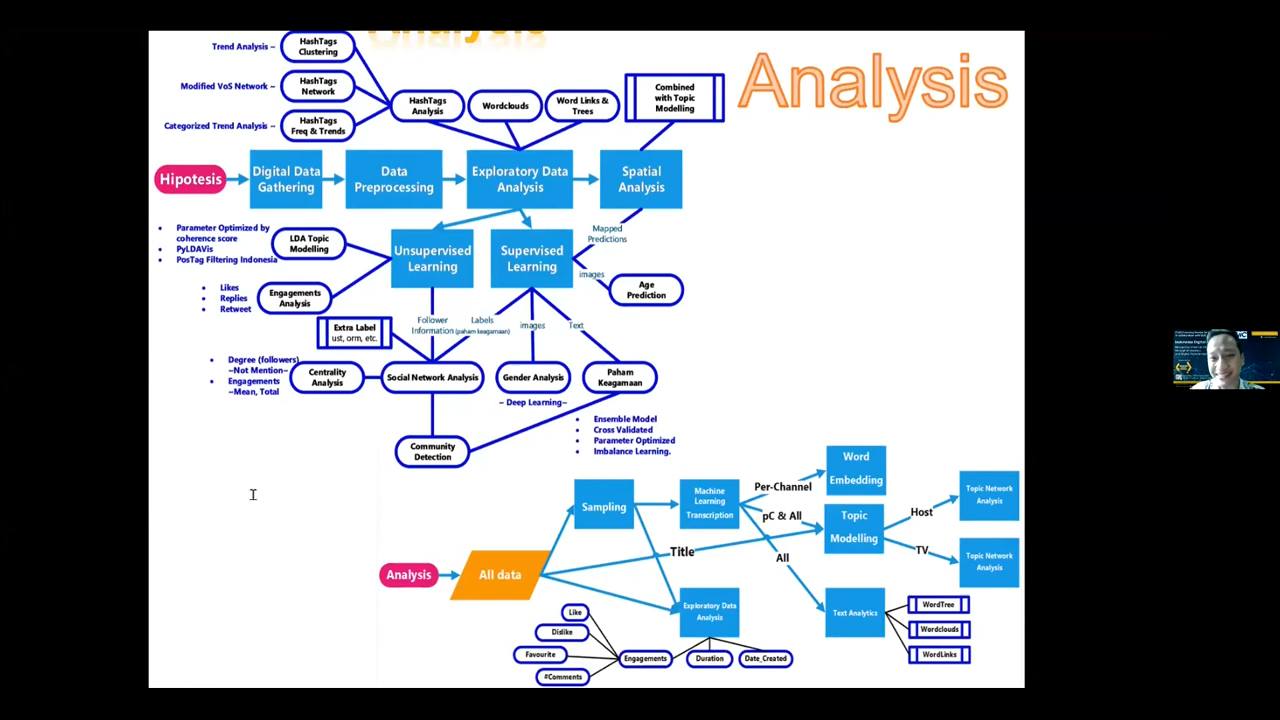 Analysis
Analysis
Trend Analysis ~
HashTags
Clustering
Modified VoS Network ~
HashTags
Network
Categorized Trend Analysis ~
HashTags
Freq & Trends
HashTags
Analysis
Wordclouds
Word Links &
Trees
Combined
with Topic
Modelling
Hipotesis
Digital Data
Gathering
Data
Preprocessing
Exploratory Data
Analysis
Spatial
Analysis
• Parameter Optimized by
coherence score
• PyLDAVis
• PosTag Filtering Indonesia
LDA Topic
Modelling
Unsupervised
Learning
Supervised
Learning
Mapped
Predictions
images
Age
Prediction
• Likes
• Replies
• Retweet
Engagements
Analysis
Extra Label
ust, orm, etc.
Follower
Information
Labels
(paham keagamaan)
images
Text
• Degree (followers)
~Not Mention~
• Engagements
~Mean, Total
Centrality
Analysis
Social Network Analysis
Gender Analysis
Paham
Keagamaan
~ Deep Learning~
• Ensemble Model
• Cross Validated
• Parameter Optimized
• Imbalance Learning.
Community
Detection
Analysis
All data
Sampling
Machine
Learning
Transcription
Per-Channel
pC & All
All
Title
Word
Embedding
Topic
Modelling
Host
TV
Topic Network
Analysis
Topic Network
Analysis
Exploratory Data
Analysis
Text Analytics
WordTree
Wordclouds
WordLinks
Like
Dislike
Favourite
#Comments
Engagements
Duration
Date_Created